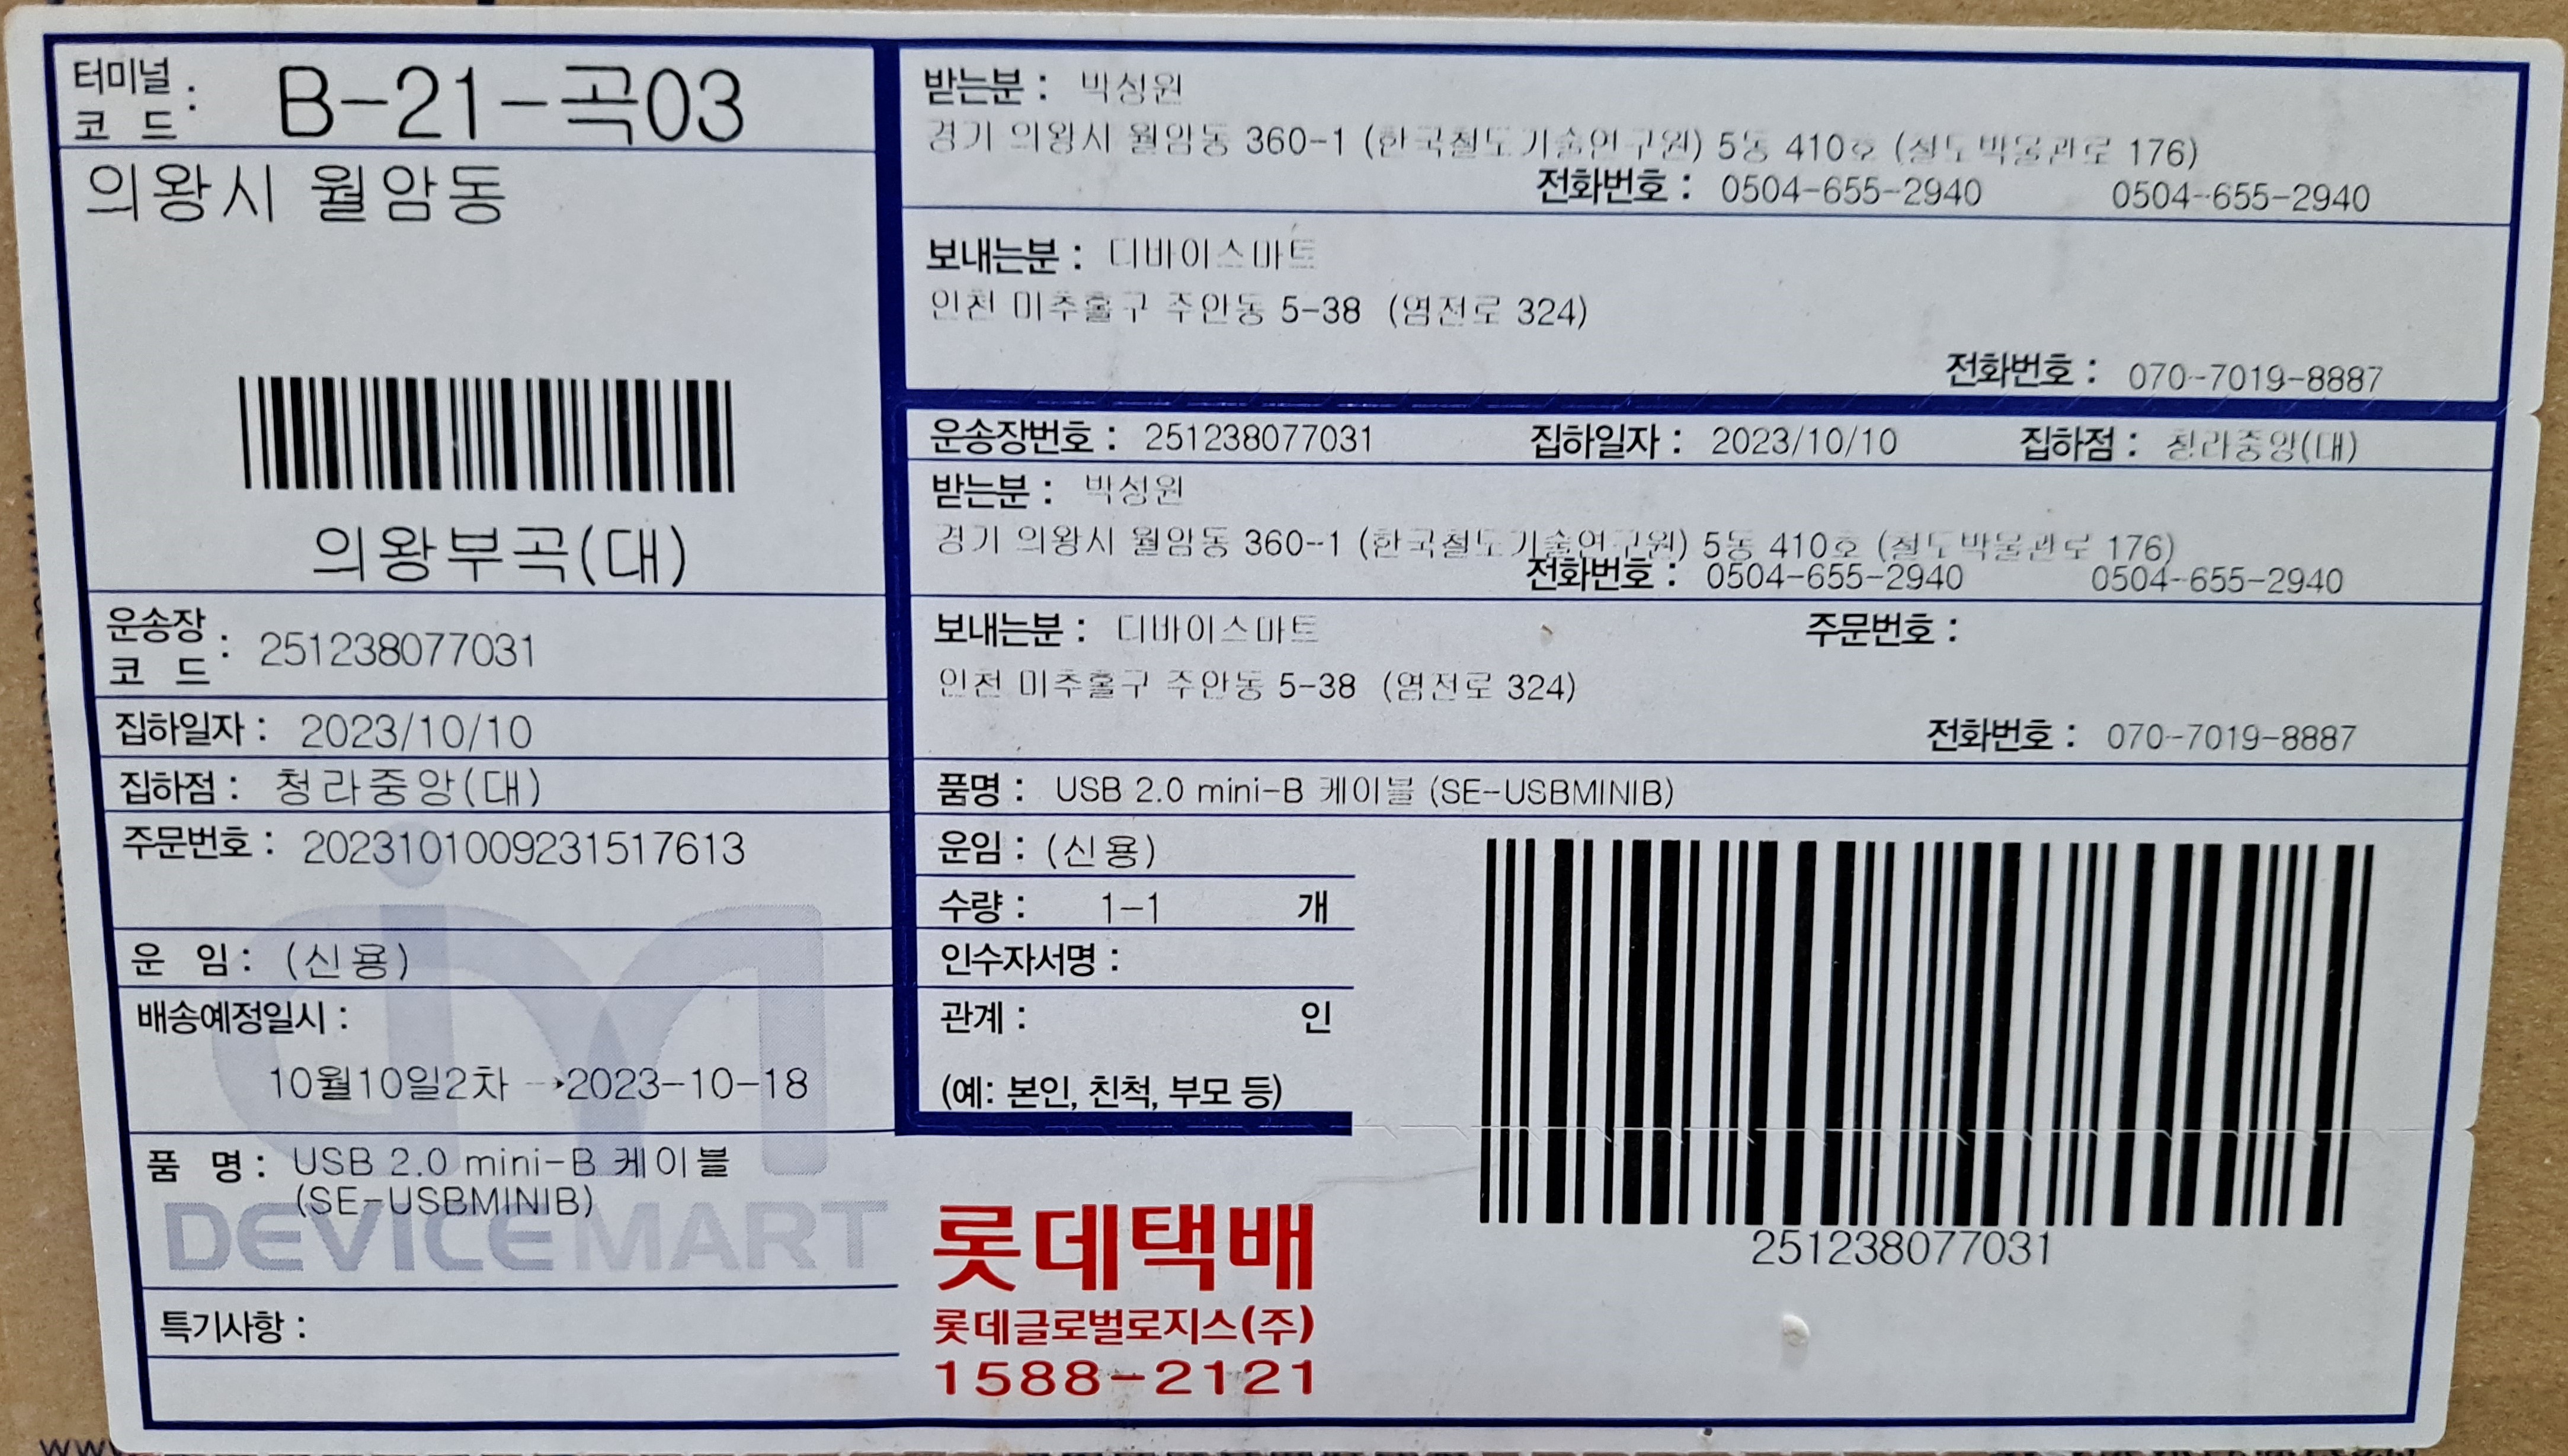 터미널 코 드 : B-21-곡03
의왕시 월암동
의왕부곡(대)
운송장 코 드 : 251238077031
집하일자 : 2023/10/10
집하점 : 청라중앙(대)
주문번호 : 2023101009231517613
운 임 : (신용)
배송예정일시 :
10월10일2차 →2023-10-18
품 명 : USB 2.0 mini-B 케이블
(SE-USBMINIB)
DEVICEMART
특기사항 :
받는분 : 박성원
경기 의왕시 월암동 360-1 (한국철도기술연구원) 5동 410호 (철도박물관로 176)
전화번호 : 0504-655-2940 0504-655-2940
보내는분 : 디바이스마트
인천 미추홀구 주안동 5-38 (염전로 324)
전화번호 : 070-7019-8887
운송장번호 : 251238077031 집하일자 : 2023/10/10 집하점 : 청라중앙(대)
받는분 : 박성원
경기 의왕시 월암동 360-1 (한국철도기술연구원) 5동 410호 (철도박물관로 176)
전화번호 : 0504-655-2940 0504-655-2940
보내는분 : 디바이스마트 주문번호 :
인천 미추홀구 주안동 5-38 (염전로 324)
전화번호 : 070-7019-8887
품명 : USB 2.0 mini-B 케이블 (SE-USBMINIB)
운임 : (신용)
수량 : 1-1 개
인수자서명 :
관계 : 인
(예: 본인, 친척, 부모 등)
251238077031
롯데택배
롯데글로벌로지스(주)
1588-2121